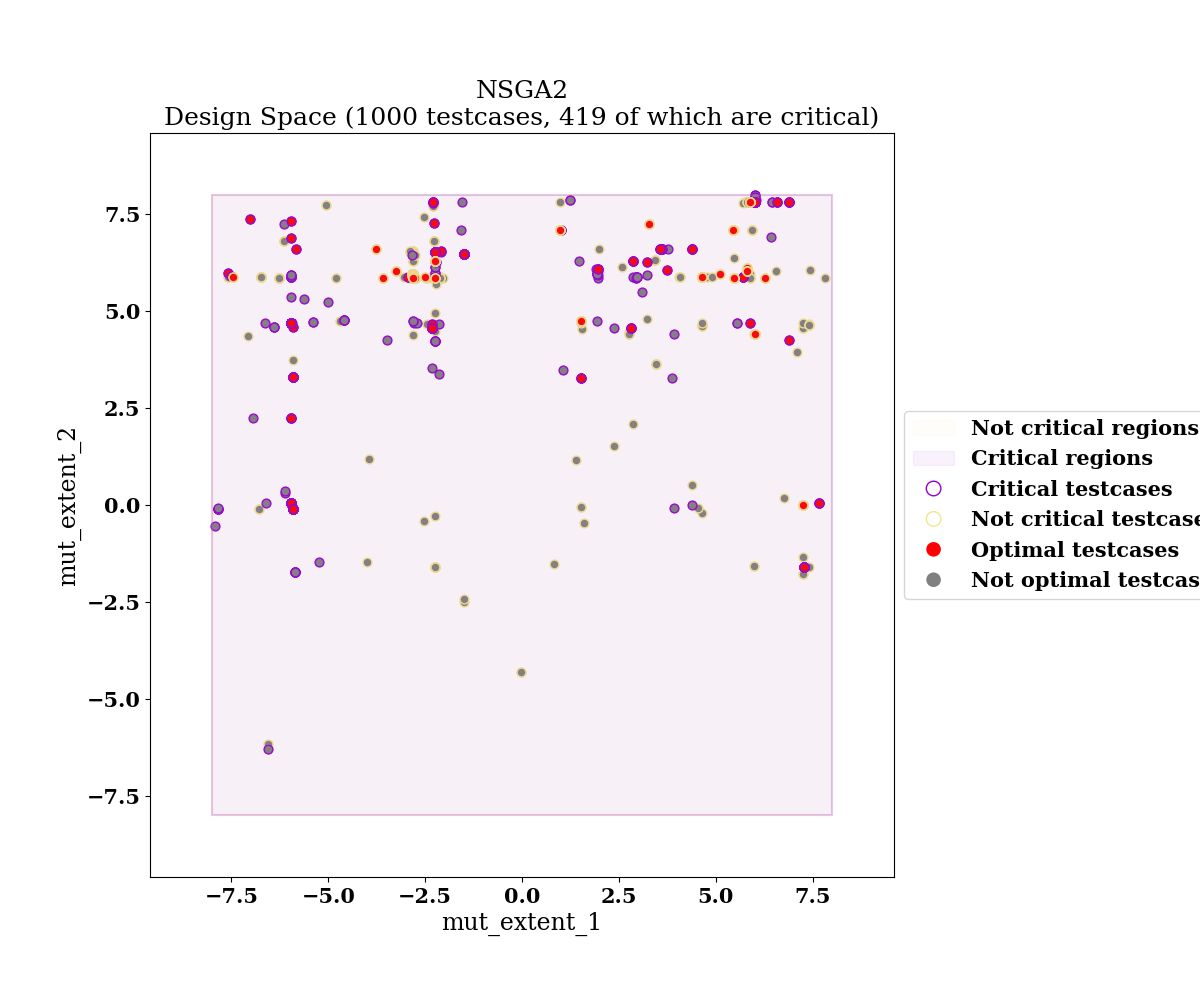 NSGA2
Design Space (1000 testcases, 419 of which are critical)
mut_extent_2
7.5
5.0
2.5
0.0
−2.5
−5.0
−7.5
−7.5 −5.0 −2.5 0.0 2.5 5.0 7.5
mut_extent_1
Not critical regions
Critical regions
Critical testcases
Not critical
Optimal testcases
Not optimal